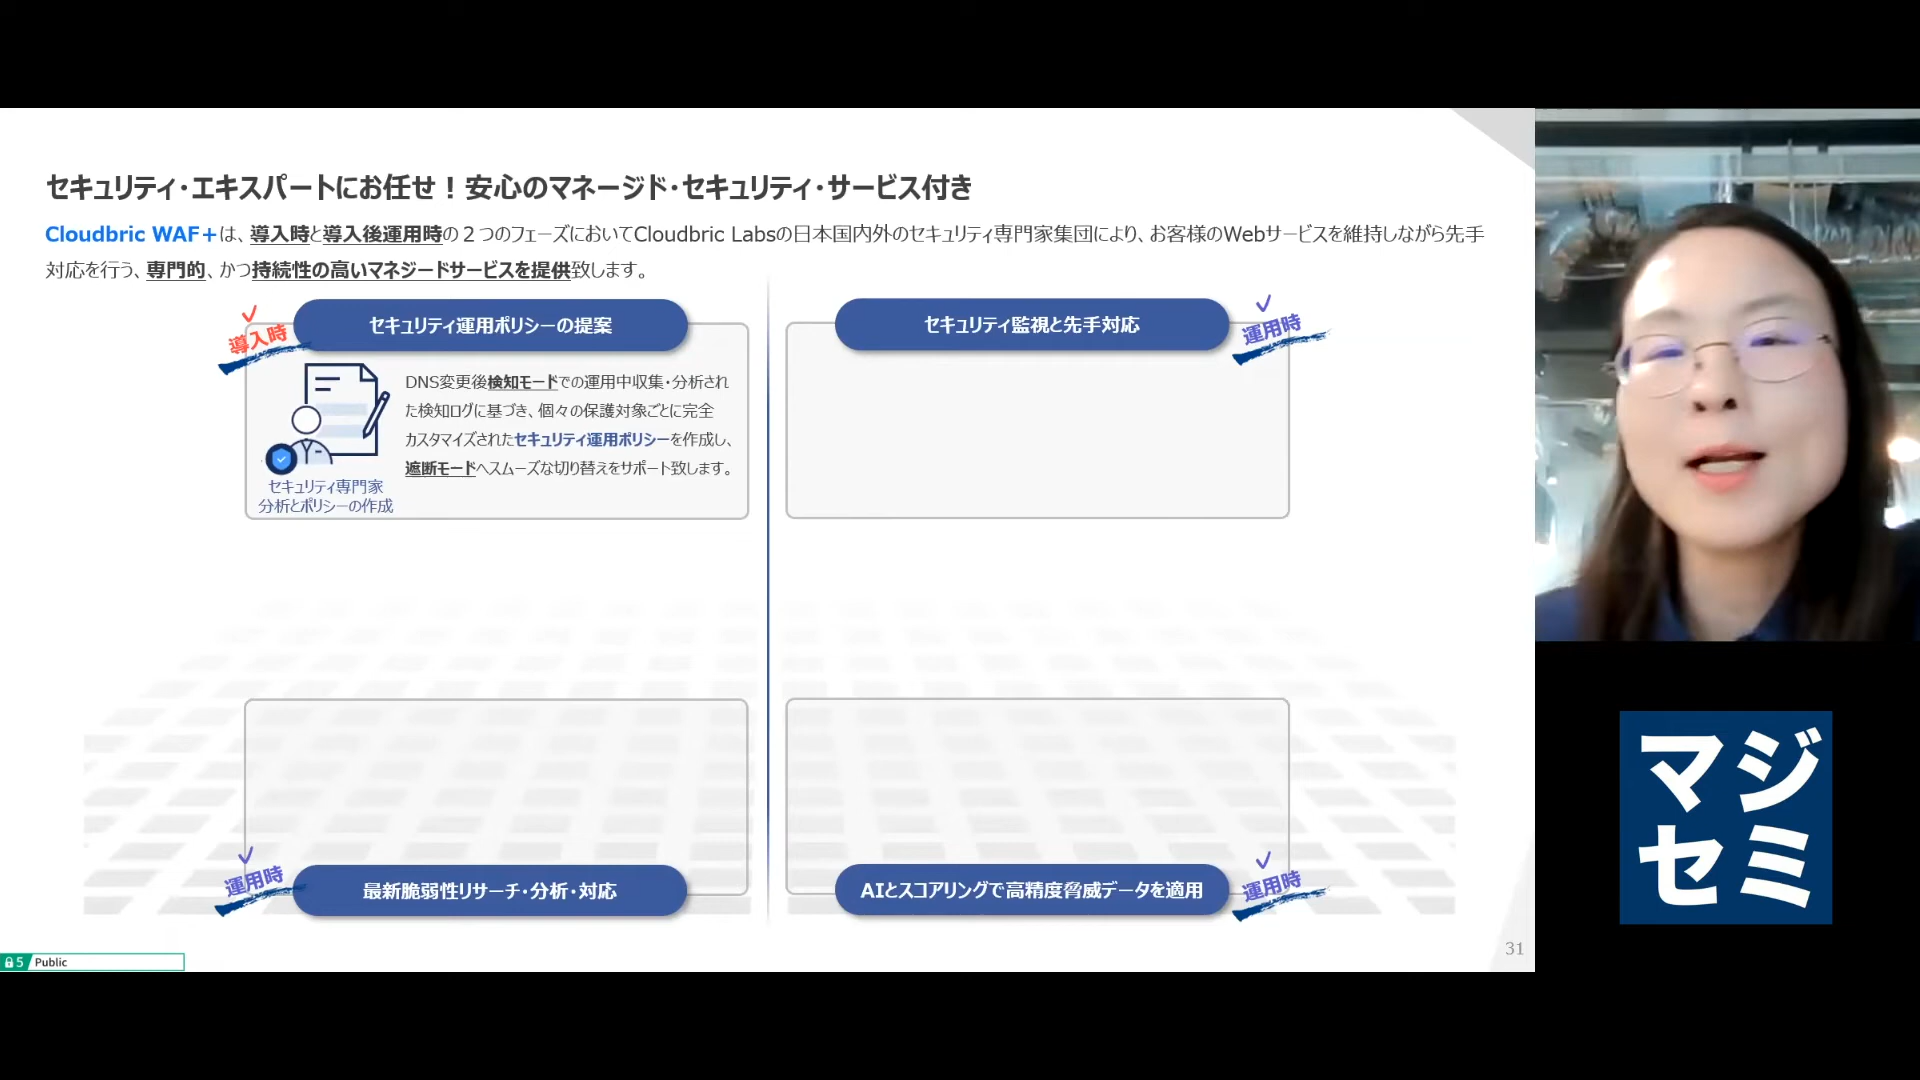 セキュリティ・エキスパートにお任せ！安心のマネージド・セキュリティ・サービス付き
Cloudbric WAF+は、導入時と導入後運用時の２つのフェーズにおいてCloudbric Labsの日本国内外のセキュリティ専門家集団により、お客様のWebサービスを維持しながら先手
対応を行う、専門的、かつ持続性の高いマネジードサービスを提供致します。
導入時
セキュリティ運用ポリシーの提案
DNS変更後検知モードでの運用中収集・分析され
た検知ログに基づき、個々の保護対象ごとに完全
カスタマイズされたセキュリティ運用ポリシーを作成し、
遮断モードへスムーズな切り替えをサポート致します。
セキュリティ専門家
分析とポリシーの作成
セキュリティ監視と先手対応
運用時
運用時
最新脆弱性リサーチ・分析・対応
AIとスコアリングで高精度脅威データを適用
運用時
5 Public
31
マジ
セミ